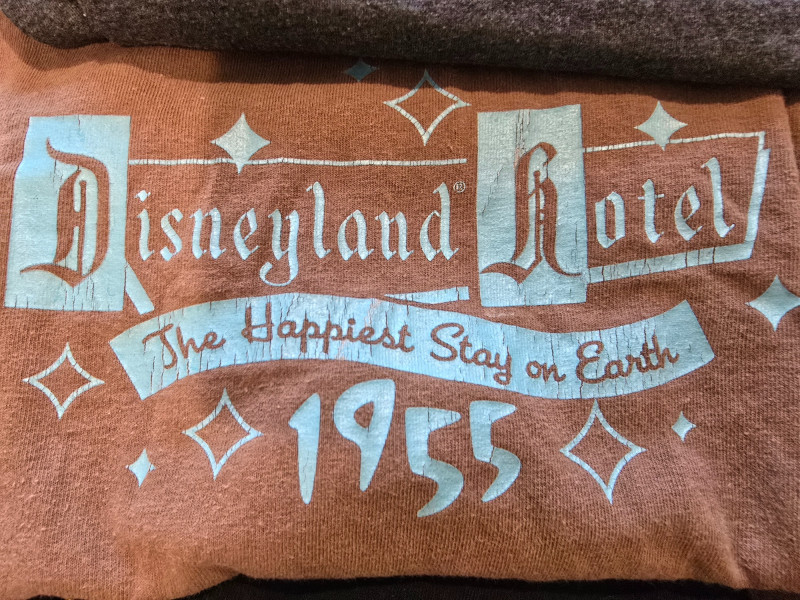 Disneyland® Hotel
The Happiest Stay on Earth
1955